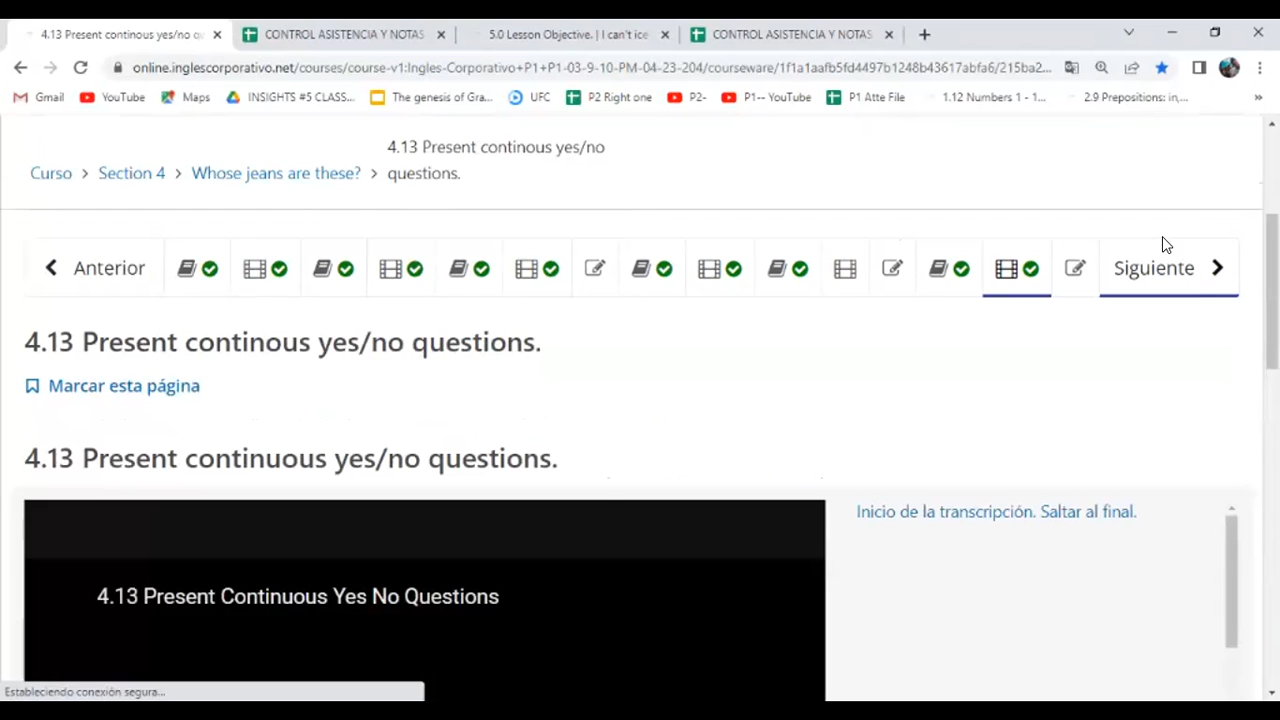 4.13 Present continuous yes/no q
CONTROL ASISTENCIA Y NOTAS
5.0 Lesson Objective. | I can't ice
CONTROL ASISTENCIA Y NOTAS
online.inglescorporativo.net/courses/course-v1:Ingles-Corporativo+P1+P1-03-9-10-PM-04-23-204/courseware/1f1a1aafb5fd4497b1248b43617abfa6/215ba2...
Gmail
YouTube
Maps
INSIGHTS #5 CLASS...
The genesis of Gra...
UFC
P2 Right one
P2-
P1-- YouTube
P1 Atte File
1.12 Numbers 1 - 1...
2.9 Prepositions: in,...
»
Curso > Section 4 > Whose jeans are these? > 4.13 Present continous yes/no
questions.
Anterior
Siguiente
4.13 Present continous yes/no questions.
Marcar esta página
4.13 Present continuous yes/no questions.
4.13 Present Continuous Yes No Questions
Inicio de la transcripción. Saltar al final.
Estableciendo conexión segura...